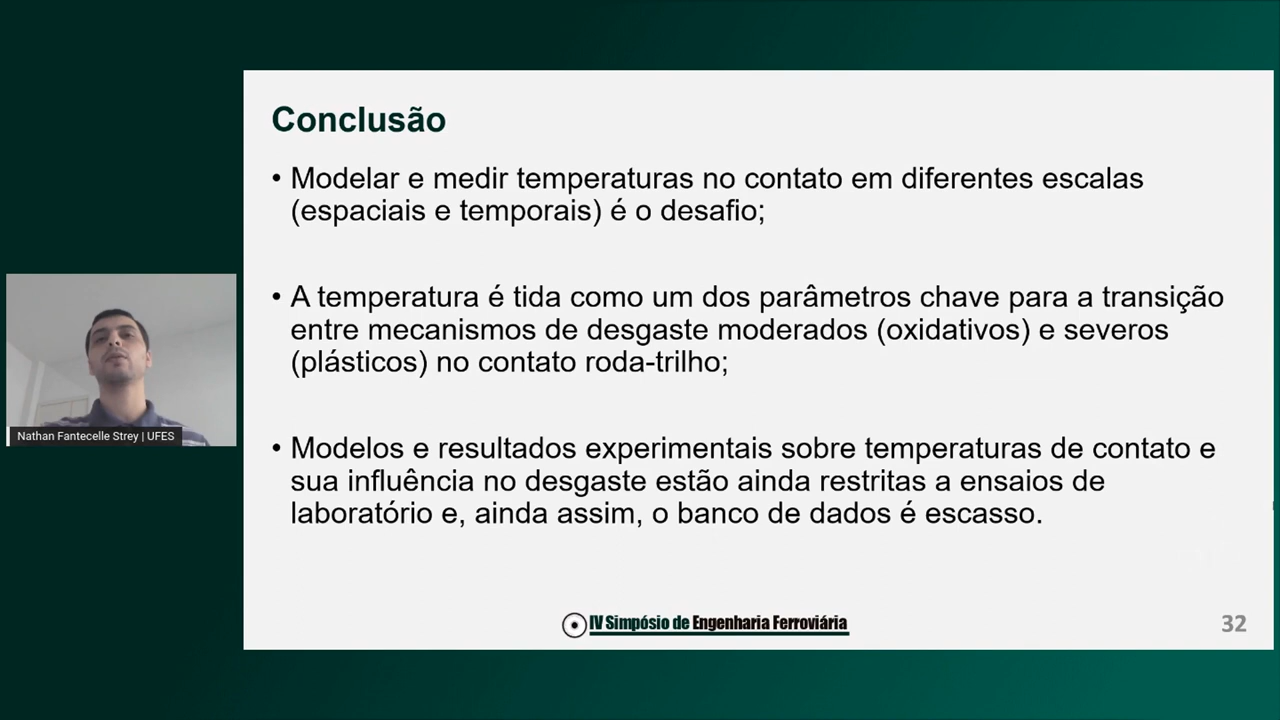 Conclusão
• Modelar e medir temperaturas no contato em diferentes escalas
(espaciais e temporais) é o desafio;
• A temperatura é tida como um dos parâmetros chave para a transição
entre mecanismos de desgaste moderados (oxidativos) e severos
(plásticos) no contato roda-trilho;
• Modelos e resultados experimentais sobre temperaturas de contato e
sua influência no desgaste estão ainda restritas a ensaios de
laboratório e, ainda assim, o banco de dados é escasso.
Nathan Fantecelle Strey | UFES
IV Simpósio de Engenharia Ferroviária
32